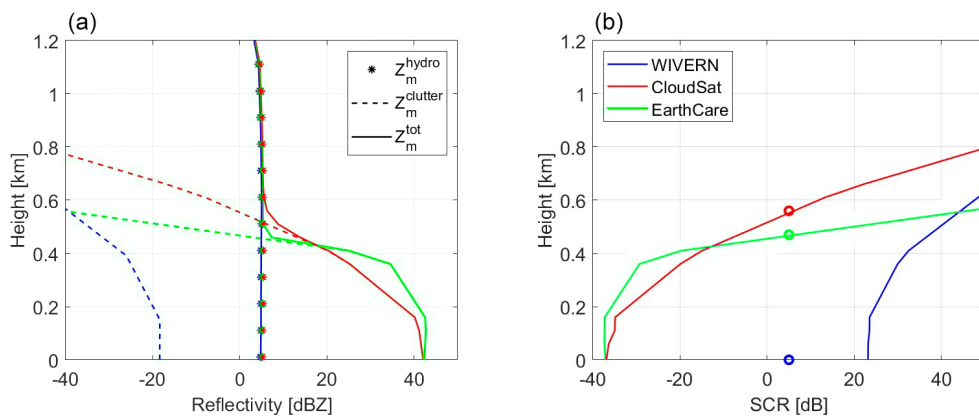 (a)
1.2
1
0.8
0.6
0.4
0.2
0
Height [km]
-40
-20
0
20
40
Reflectivity [dBZ]
Z_m^hydro
Z_m^clutter
Z_m^tot
(b)
1.2
1
0.8
0.6
0.4
0.2
0
Height [km]
-40
-20
0
20
40
SCR [dB]
WIVERN
CloudSat
EarthCare